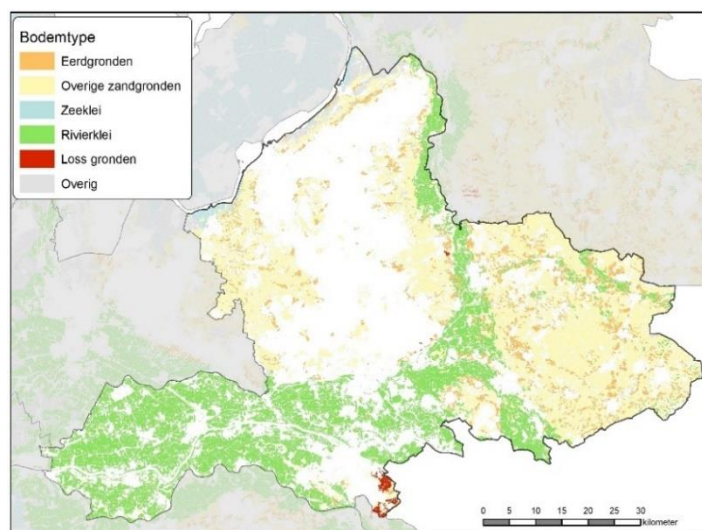 Bodemtype
Eerdgronden
Overige zandgronden
Zeeklei
Rivierklei
Loss gronden
Overig
0 5 10 15 20 25 30
kilometer